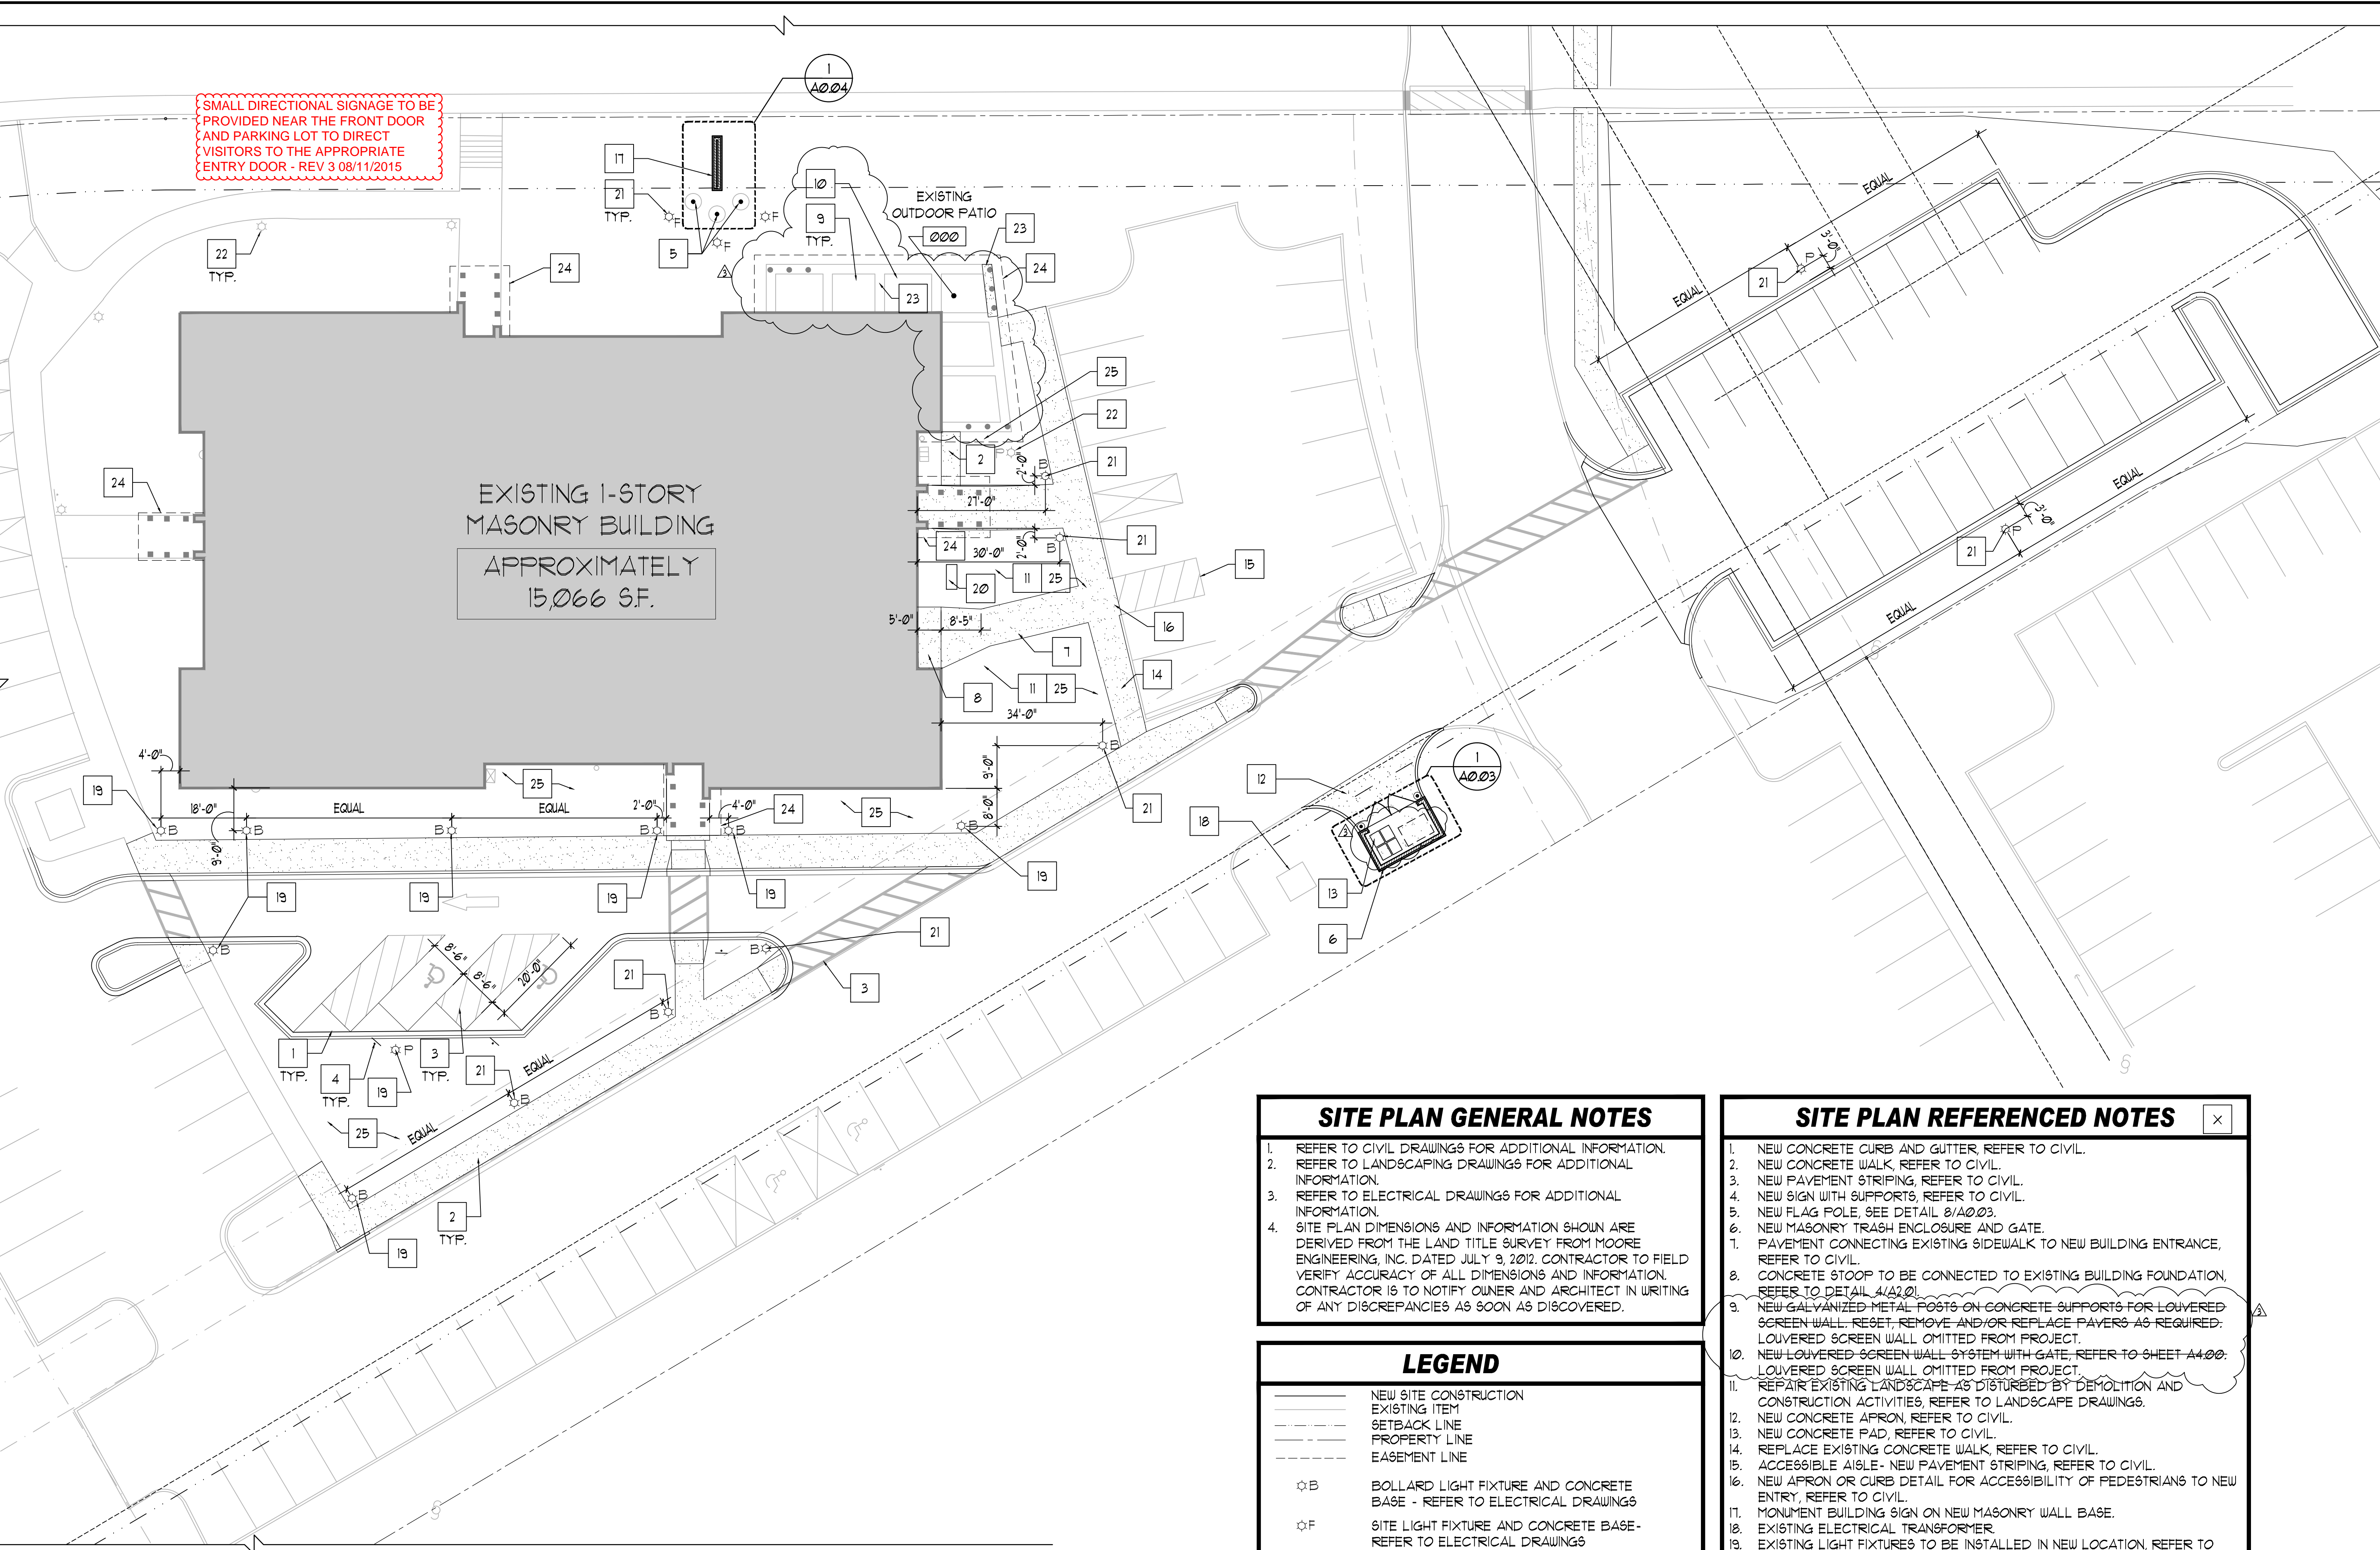 1
A0.04
SMALL DIRECTIONAL SIGNAGE TO BE
PROVIDED NEAR THE FRONT DOOR
AND PARKING LOT TO DIRECT
VISITORS TO THE APPROPRIATE
ENTRY DOOR - REV 3 08/11/2015
17
21
TYP.
F
F
F
5
3
10
9
TYP.
EXISTING
OUTDOOR PATIO
000
23
24
23
22
TYP.
24
25
22
2
P
B
21
2'-0"
27'-0"
24
EXISTING 1-STORY
MASONRY BUILDING
APPROXIMATELY
15,066 S.F.
24
30'-0"
2'-0"
B
21
20
11
25
15
5'-0"
8'-5"
16
7
14
8
11
25
34'-0"
B
9'-0"
8'-0"
21
EQUAL
EQUAL
3'-0"
P
21
EQUAL
EQUAL
3'-0"
P
21
4'-0"
19
B
18'-0"
9'-0"
B
EQUAL
B
EQUAL
25
2'-0"
B
4'-0"
B
24
25
B
19
19
19
19
19
12
18
1
A0.03
3
13
6
B
8'-6"
8'-6"
20'-0"
B
21
21
B
3
1
TYP.
4
TYP.
P
19
3
TYP.
21
B
EQUAL
EQUAL
25
B
2
TYP.
19
SITE PLAN GENERAL NOTES
1. REFER TO CIVIL DRAWINGS FOR ADDITIONAL INFORMATION.
2. REFER TO LANDSCAPING DRAWINGS FOR ADDITIONAL
INFORMATION.
3. REFER TO ELECTRICAL DRAWINGS FOR ADDITIONAL
INFORMATION.
4. SITE PLAN DIMENSIONS AND INFORMATION SHOWN ARE
DERIVED FROM THE LAND TITLE SURVEY FROM MOORE
ENGINEERING, INC. DATED JULY 9, 2012. CONTRACTOR TO FIELD
VERIFY ACCURACY OF ALL DIMENSIONS AND INFORMATION.
CONTRACTOR IS TO NOTIFY OWNER AND ARCHITECT IN WRITING
OF ANY DISCREPANCIES AS SOON AS DISCOVERED.
LEGEND
NEW SITE CONSTRUCTION
EXISTING ITEM
SETBACK LINE
PROPERTY LINE
EASEMENT LINE
B BOLLARD LIGHT FIXTURE AND CONCRETE
BASE - REFER TO ELECTRICAL DRAWINGS
F SITE LIGHT FIXTURE AND CONCRETE BASE-
REFER TO ELECTRICAL DRAWINGS
SITE PLAN REFERENCED NOTES X
1. NEW CONCRETE CURB AND GUTTER, REFER TO CIVIL.
2. NEW CONCRETE WALK, REFER TO CIVIL.
3. NEW PAVEMENT STRIPING, REFER TO CIVIL.
4. NEW SIGN WITH SUPPORTS, REFER TO CIVIL.
5. NEW FLAG POLE, SEE DETAIL 8/A0.03.
6. NEW MASONRY TRASH ENCLOSURE AND GATE.
7. PAVEMENT CONNECTING EXISTING SIDEWALK TO NEW BUILDING ENTRANCE,
REFER TO CIVIL.
8. CONCRETE STOOP TO BE CONNECTED TO EXISTING BUILDING FOUNDATION,
REFER TO DETAIL 4/A2.01.
9. NEW GALVANIZED METAL POSTS ON CONCRETE SUPPORTS FOR LOUVERED
SCREEN WALL. RESET, REMOVE AND/OR REPLACE PAVERS AS REQUIRED.
LOUVERED SCREEN WALL OMITTED FROM PROJECT.
10. NEW LOUVERED SCREEN WALL SYSTEM WITH GATE, REFER TO SHEET A4.00.
LOUVERED SCREEN WALL OMITTED FROM PROJECT.
3
11. REPAIR EXISTING LANDSCAPE AS DISTURBED BY DEMOLITION AND
CONSTRUCTION ACTIVITIES, REFER TO LANDSCAPE DRAWINGS.
12. NEW CONCRETE APRON, REFER TO CIVIL.
13. NEW CONCRETE PAD, REFER TO CIVIL.
14. REPLACE EXISTING CONCRETE WALK, REFER TO CIVIL.
15. ACCESSIBLE AISLE- NEW PAVEMENT STRIPING, REFER TO CIVIL.
16. NEW APRON OR CURB DETAIL FOR ACCESSIBILITY OF PEDESTRIANS TO NEW
ENTRY, REFER TO CIVIL.
17. MONUMENT BUILDING SIGN ON NEW MASONRY WALL BASE.
18. EXISTING ELECTRICAL TRANSFORMER.
19. EXISTING LIGHT FIXTURES TO BE INSTALLED IN NEW LOCATION, REFER TO